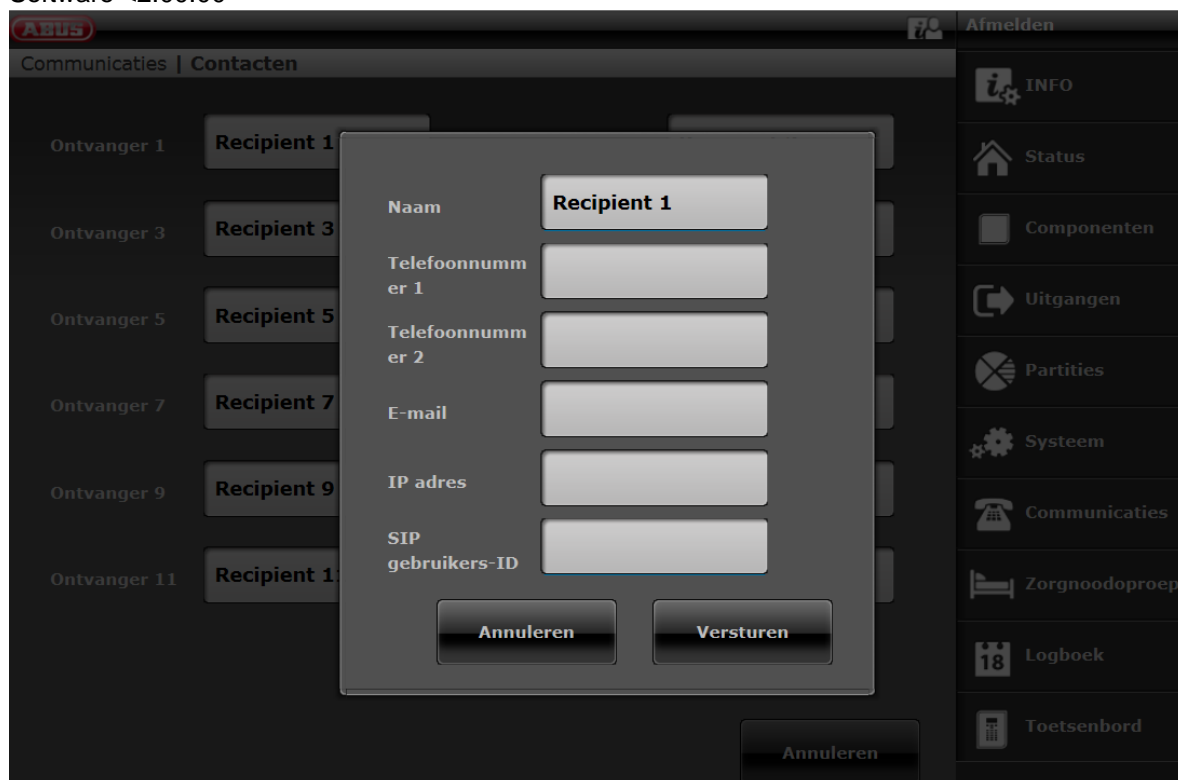 ABUS
Afmelden
Communicaties | Contacten
INFO
Status
Componenten
Uitgangen
Partities
Systeem
Communicaties
Zorgnoodoproep
Logboek
18
Toetsenbord
Ontvanger 1 Recipient 1
Ontvanger 3 Recipient 3
Ontvanger 5 Recipient 5
Ontvanger 7 Recipient 7
Ontvanger 9 Recipient 9
Ontvanger 11 Recipient 1
Naam Recipient 1
Telefoonnumm
er 1
Telefoonnumm
er 2
E-mail
IP adres
SIP
gebruikers-ID
Annuleren Versturen
Annuleren